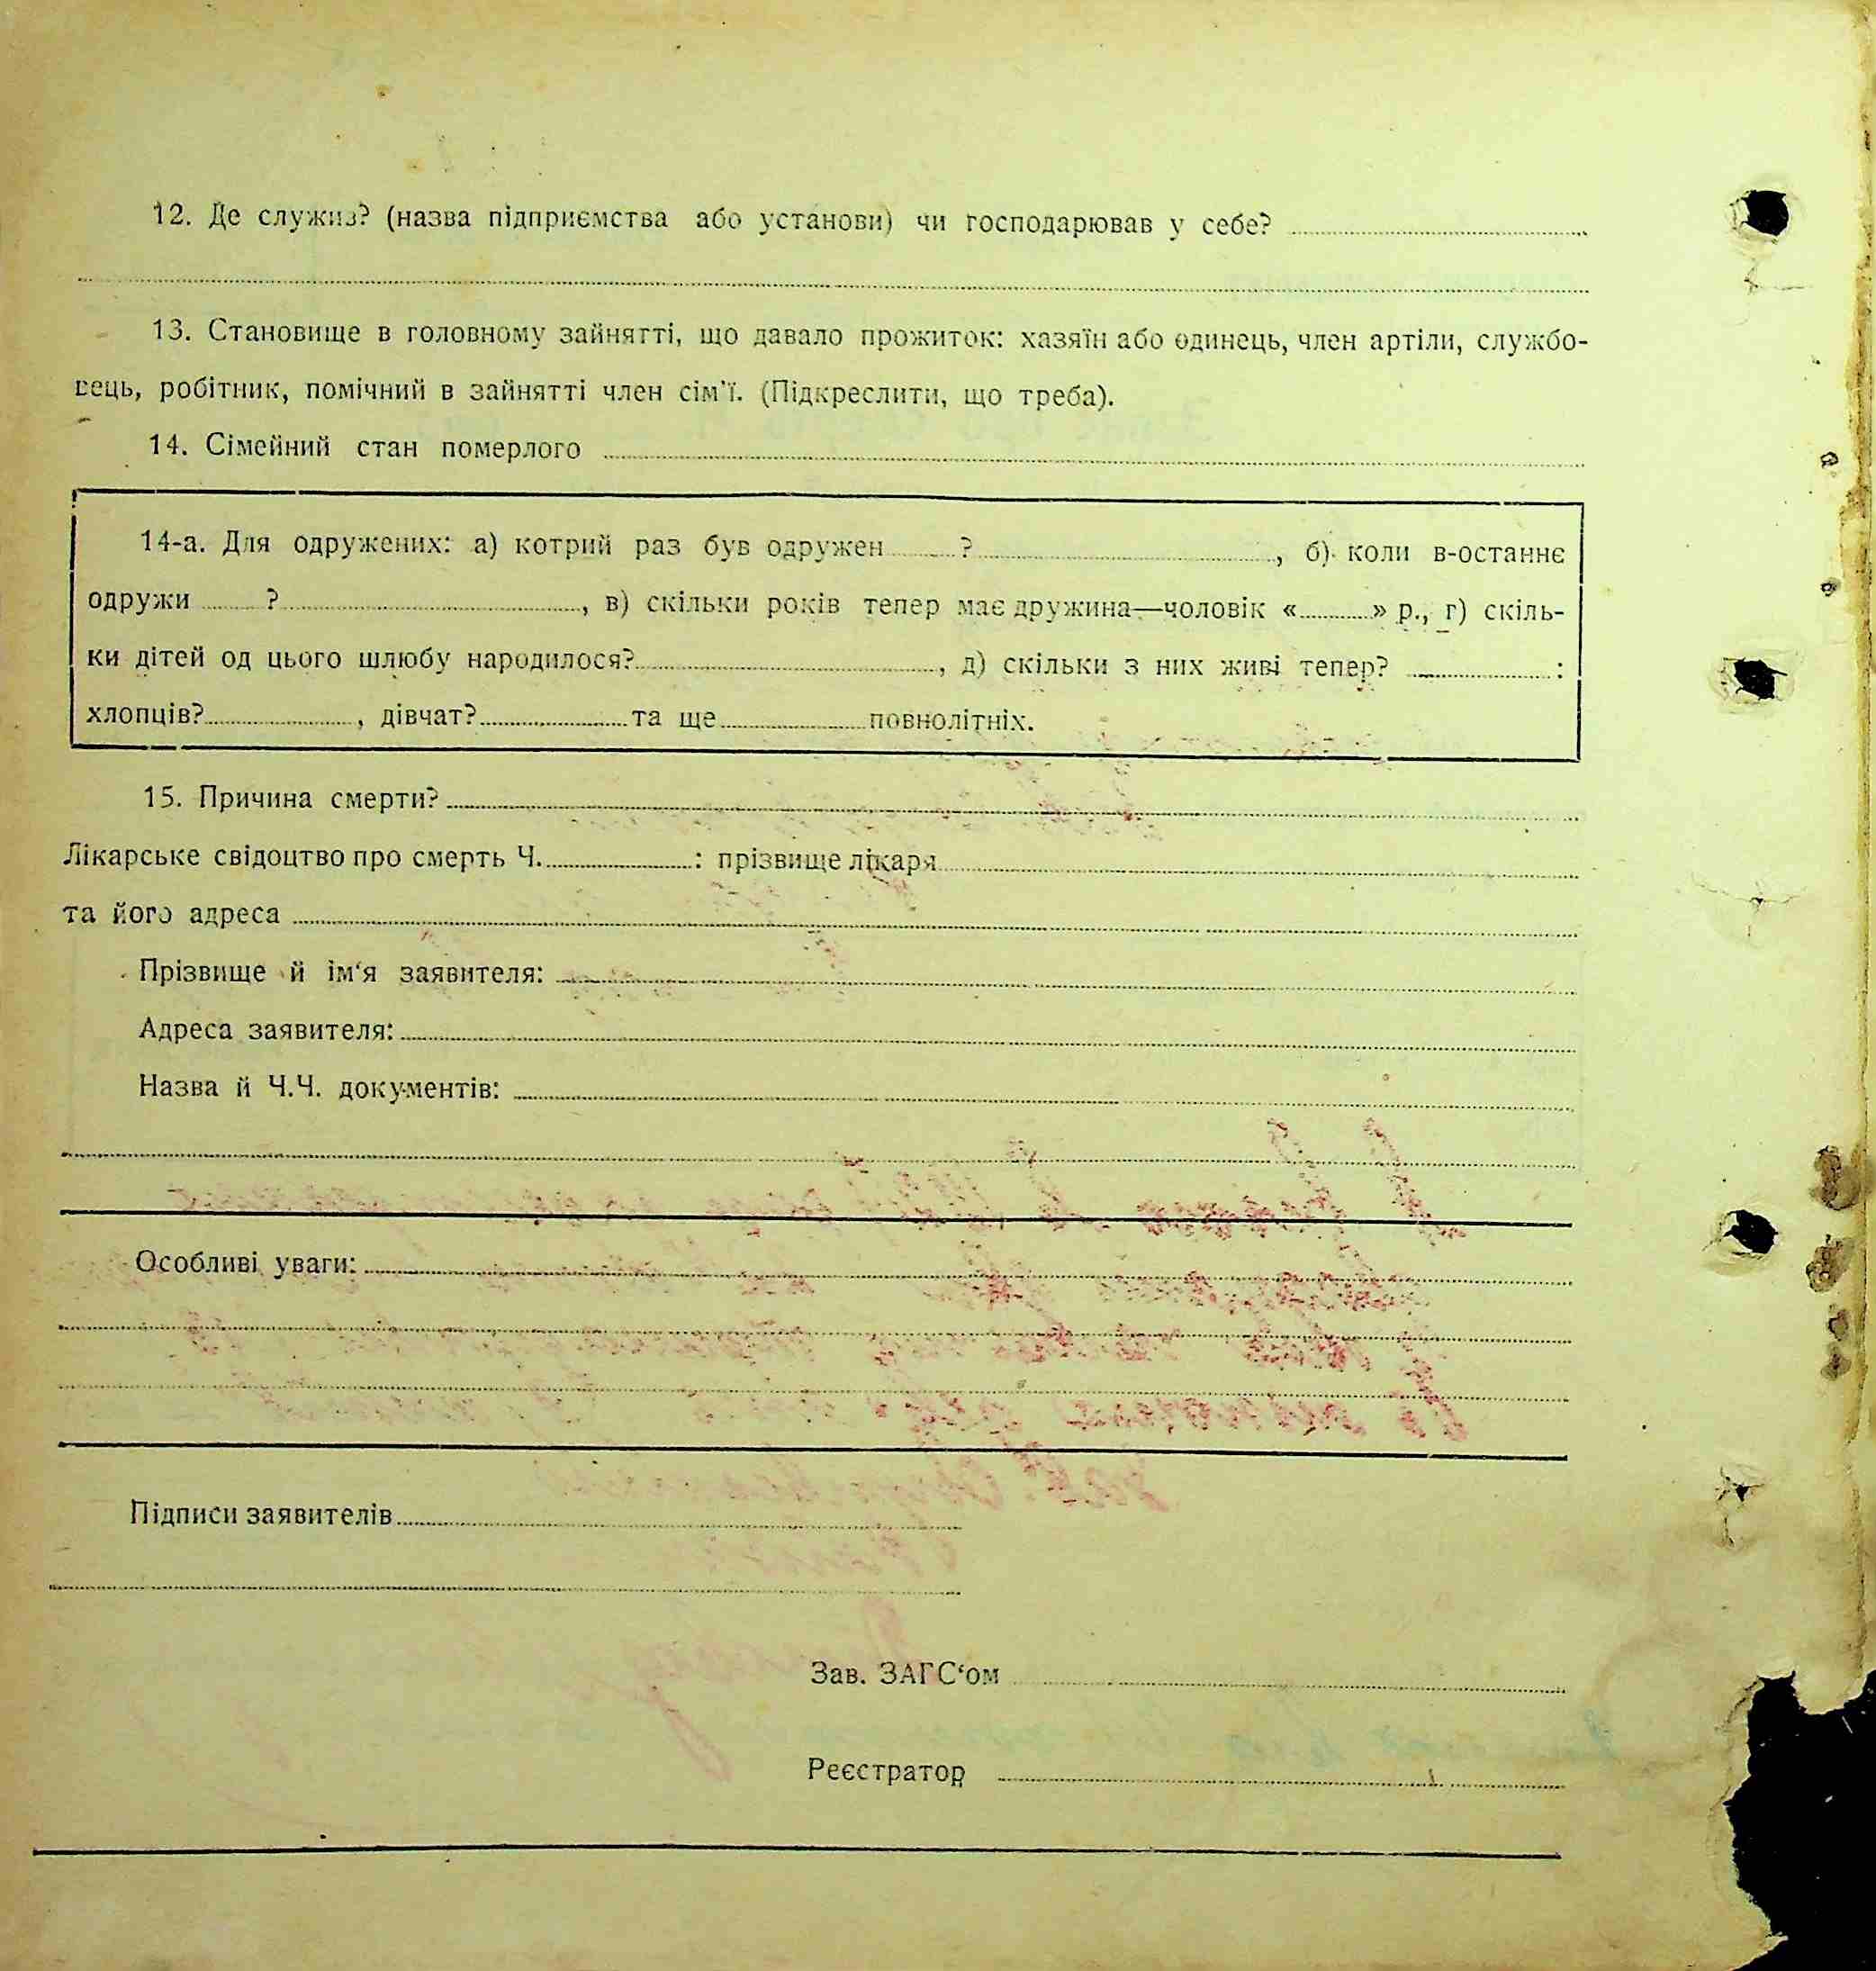 12. Де служив? (назва підприємства або установи) чи господарював у себе?
13. Становище в головному зайнятті, що давало прожиток: хазяїн або одинець, член артіли, службо-
вець, робітник, помічний в зайнятті член сім'ї. (Підкреслити, що треба).
14. Сімейний стан померлого
14-а. Для одружених: а) котрий раз був одружен ? , б) коли в-останнє
одружи ? , в) скільки років тепер має дружина—чоловік « » р., г) скіль-
ки дітей од цього шлюбу народилося? , д) скільки з них живі тепер? :
хлопців? , дівчат? та ще повнолітніх.
15. Причина смерти?
Лікарське свідоцтво про смерть Ч. : прізвище лікаря
та його адреса
Прізвище й ім'я заявителя:
Адреса заявителя:
Назва й Ч.Ч. документів:
Особливі уваги:
Підписи заявителів
Зав. ЗАГС'ом
Реєстратор